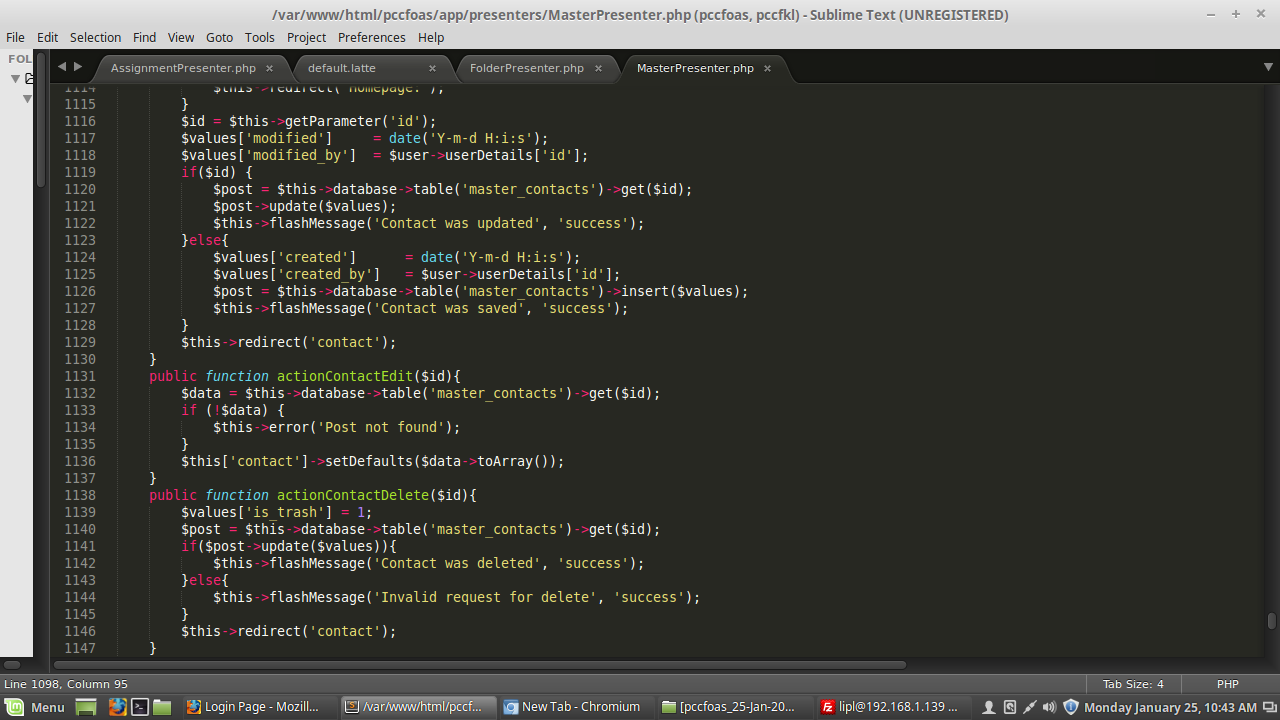 /var/www/html/pccfoas/app/presenters/MasterPresenter.php (pccfoas, pccfkl) - Sublime Text (UNREGISTERED)
File Edit Selection Find View Goto Tools Project Preferences Help
FOL
AssignmentPresenter.php × default.latte × FolderPresenter.php × MasterPresenter.php ×
1114 $this->redirect('Homepage:');
1115 }
1116 $id = $this->getParameter('id');
1117 $values['modified'] = date('Y-m-d H:i:s');
1118 $values['modified_by'] = $user->userDetails['id'];
1119 if($id) {
1120 $post = $this->database->table('master_contacts')->get($id);
1121 $post->update($values);
1122 $this->flashMessage('Contact was updated', 'success');
1123 }else{
1124 $values['created'] = date('Y-m-d H:i:s');
1125 $values['created_by'] = $user->userDetails['id'];
1126 $post = $this->database->table('master_contacts')->insert($values);
1127 $this->flashMessage('Contact was saved', 'success');
1128 }
1129 $this->redirect('contact');
1130 }
1131 public function actionContactEdit($id){
1132 $data = $this->database->table('master_contacts')->get($id);
1133 if (!$data) {
1134 $this->error('Post not found');
1135 }
1136 $this['contact']->setDefaults($data->toArray());
1137 }
1138 public function actionContactDelete($id){
1139 $values['is_trash'] = 1;
1140 $post = $this->database->table('master_contacts')->get($id);
1141 if($post->update($values)){
1142 $this->flashMessage('Contact was deleted', 'success');
1143 }else{
1144 $this->flashMessage('Invalid request for delete', 'success');
1145 }
1146 $this->redirect('contact');
1147 }
Line 1098, Column 95 Tab Size: 4 PHP
Menu Login Page - Mozill... /var/www/html/pccf... New Tab - Chromium [pccfoas_25-Jan-20... lipl@192.168.1.139 ... Monday January 25, 10:43 AM